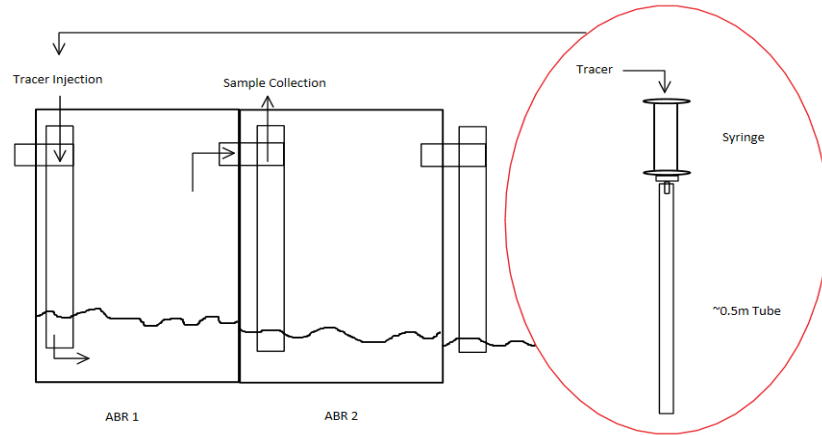 Tracer Injection
Sample Collection
Tracer
Syringe
~0.5m Tube
ABR 1
ABR 2